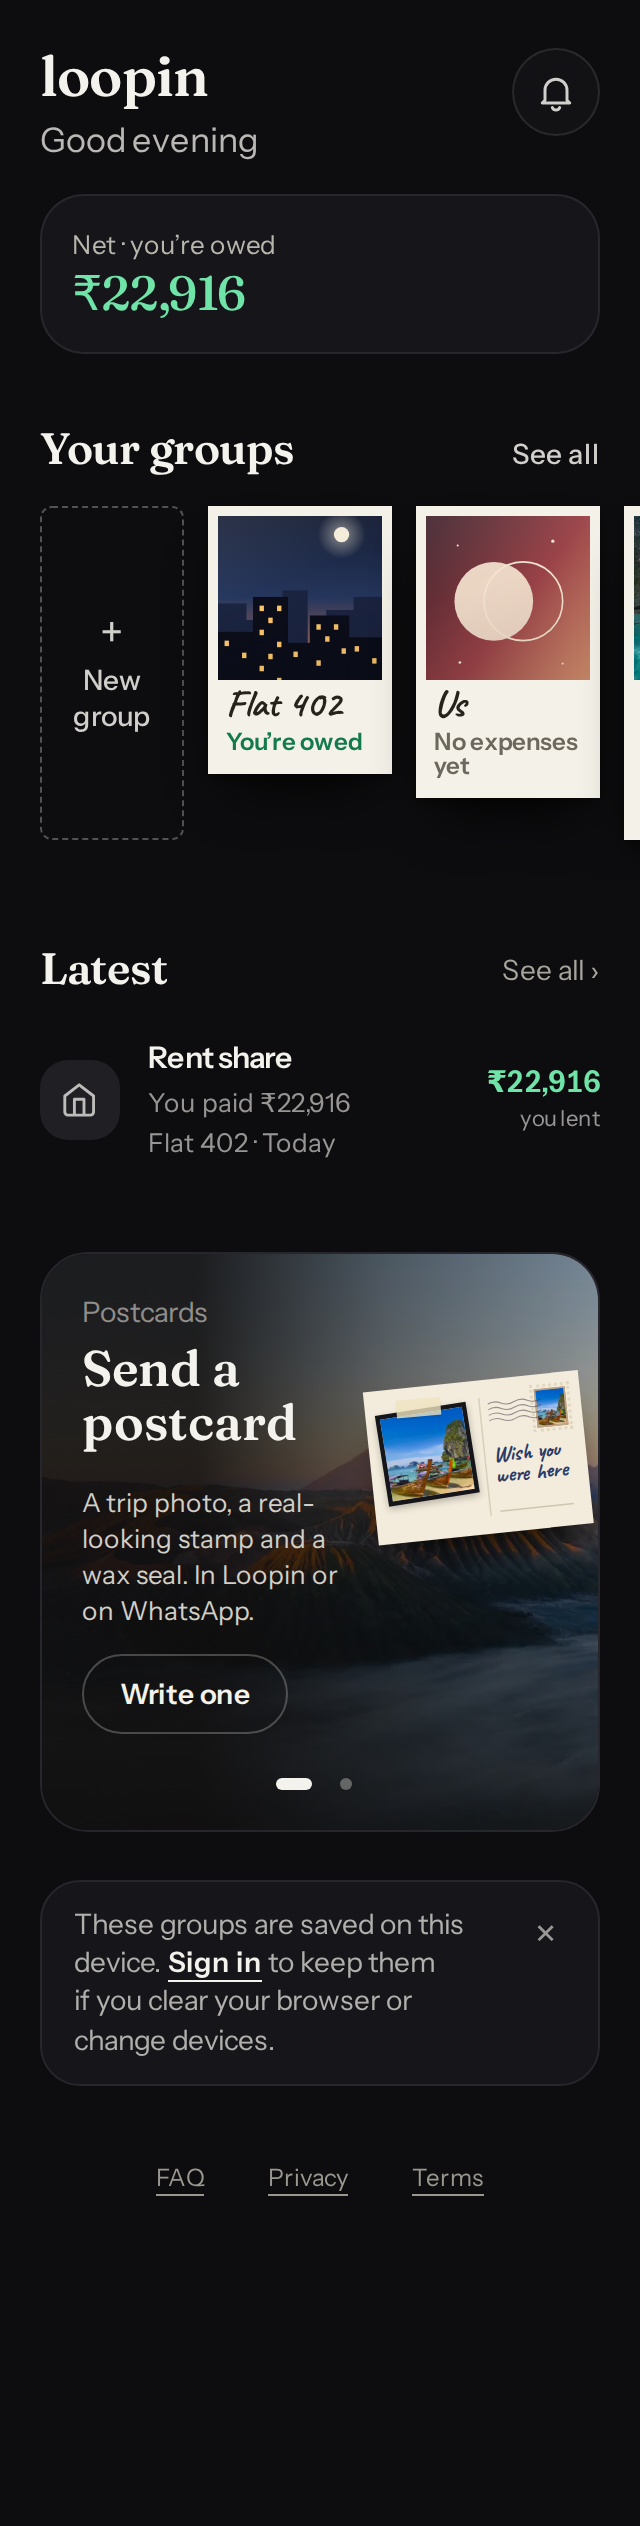 loopin
Good evening
Net · you’re owed
₹22,916
Your groups
See all
+
New
group
Flat 402
You’re owed
Us
No expenses
yet
Latest
See all ›
Rent share
You paid ₹22,916
Flat 402 · Today
₹22,916
you lent
Postcards
Send a
postcard
Wish you
were here
A trip photo, a real-
looking stamp and a
wax seal. In Loopin or
on WhatsApp.
Write one
These groups are saved on this
device. Sign in to keep them
if you clear your browser or
change devices.
×
FAQ
Privacy
Terms